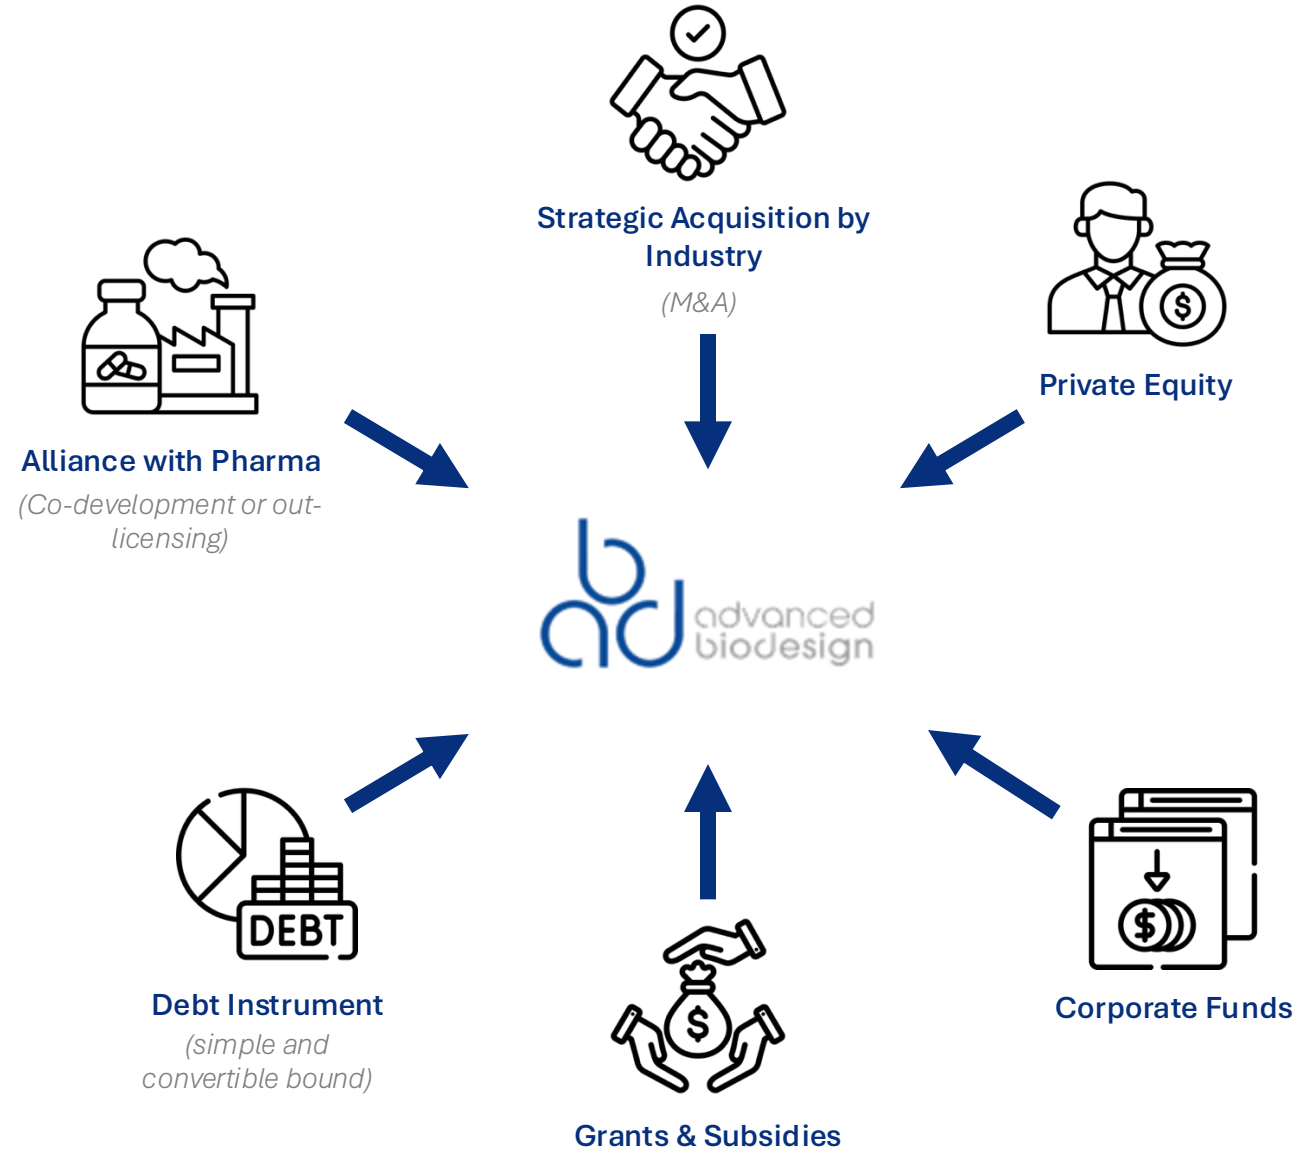 Strategic Acquisition by
Industry
(M&A)
$
Private Equity
Alliance with Pharma
(Co-development or out-
licensing)
bad
advanced
biodesign
DEBT
Debt Instrument
(simple and
convertible bound)
$
Grants & Subsidies
$
Corporate Funds